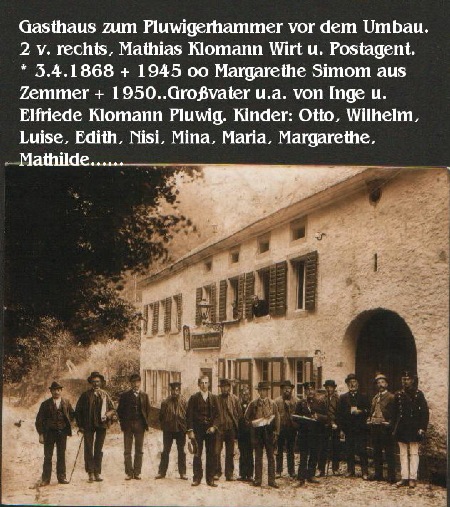 Gasthaus zum Pluwigerhammer vor dem Umbau.
2 v. rechts, Mathias Klomann Wirt u. Postagent.
* 3.4.1868 + 1945 oo Margarethe Simom aus
Zemmer + 1950..Großvater u.a. von Inge u.
Elfriede Klomann Pluwig. Kinder: Otto, Wilhelm,
Luise, Edith, Nisi, Mina, Maria, Margarethe,
Mathilde......